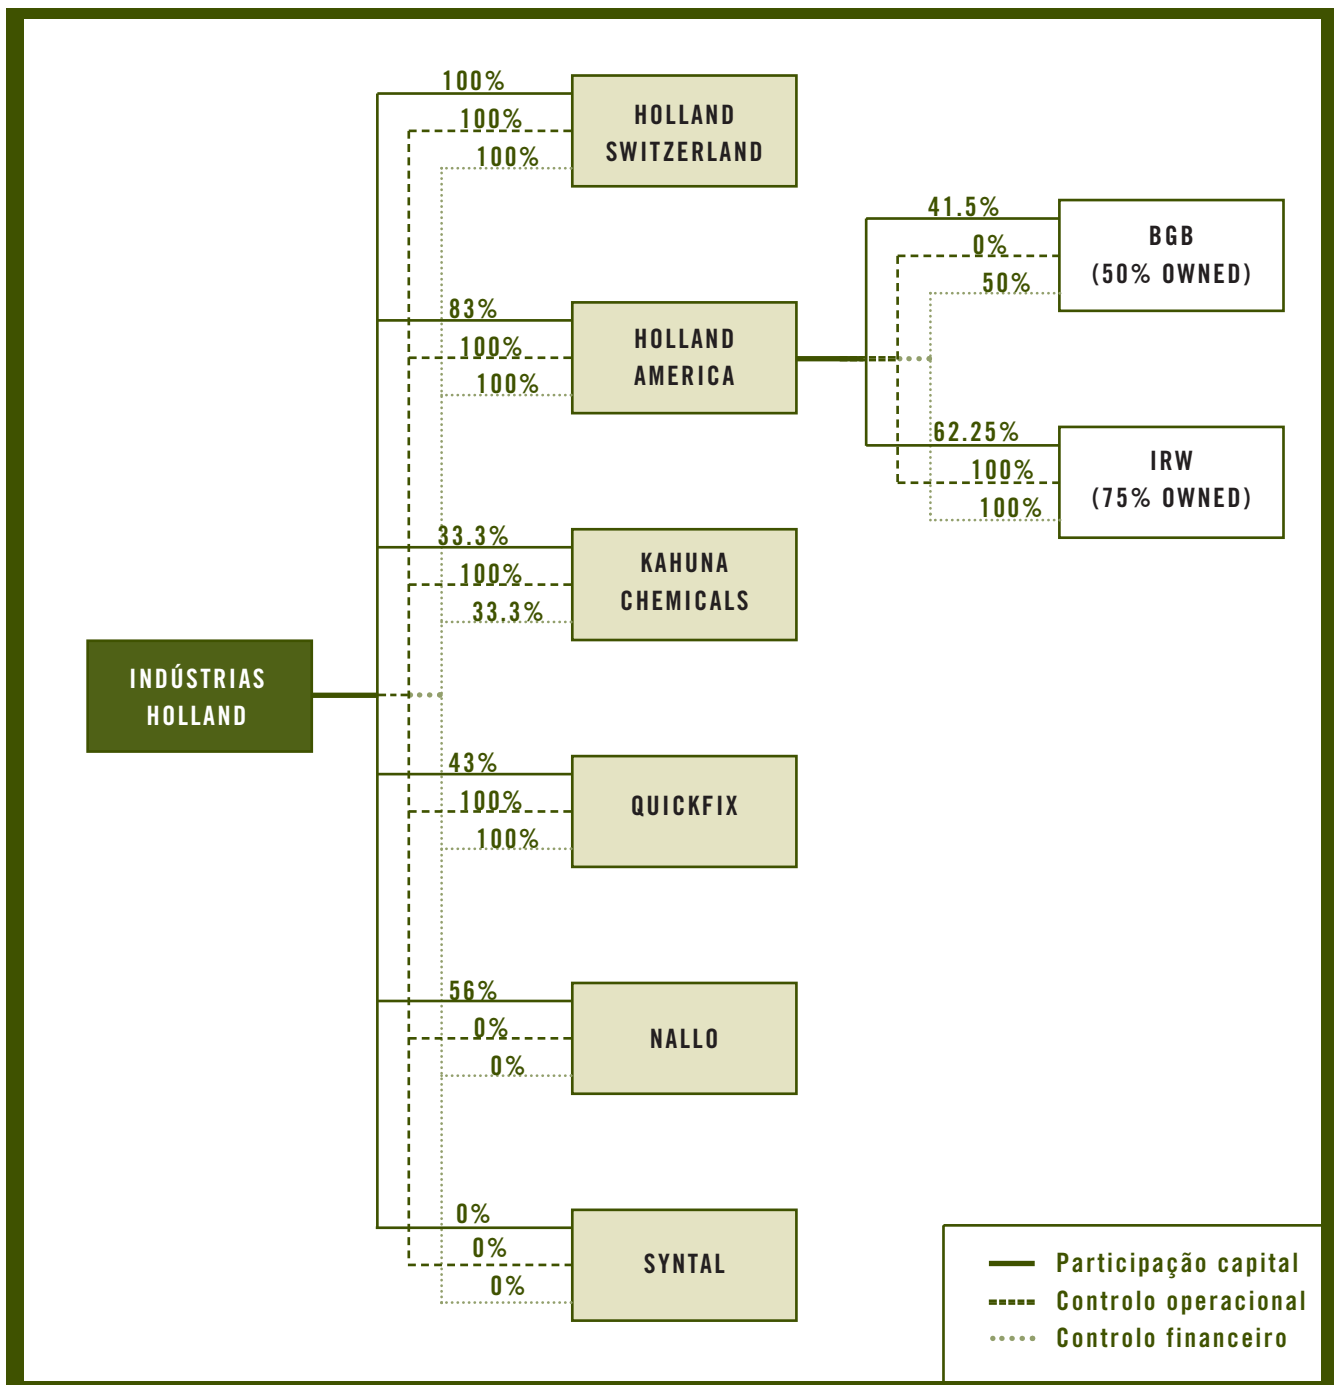 100%
HOLLAND
SWITZERLAND
100%
100%
41.5%
BGB
(50% OWNED)
0%
50%
83%
HOLLAND
AMERICA
100%
100%
62.25%
IRW
(75% OWNED)
100%
100%
33.3%
KAHUNA
CHEMICALS
100%
33.3%
INDÚSTRIAS
HOLLAND
43%
QUICKFIX
100%
100%
56%
NALLO
0%
0%
0%
SYNTAL
0%
0%
Participação capital
Controlo operacional
Controlo financeiro